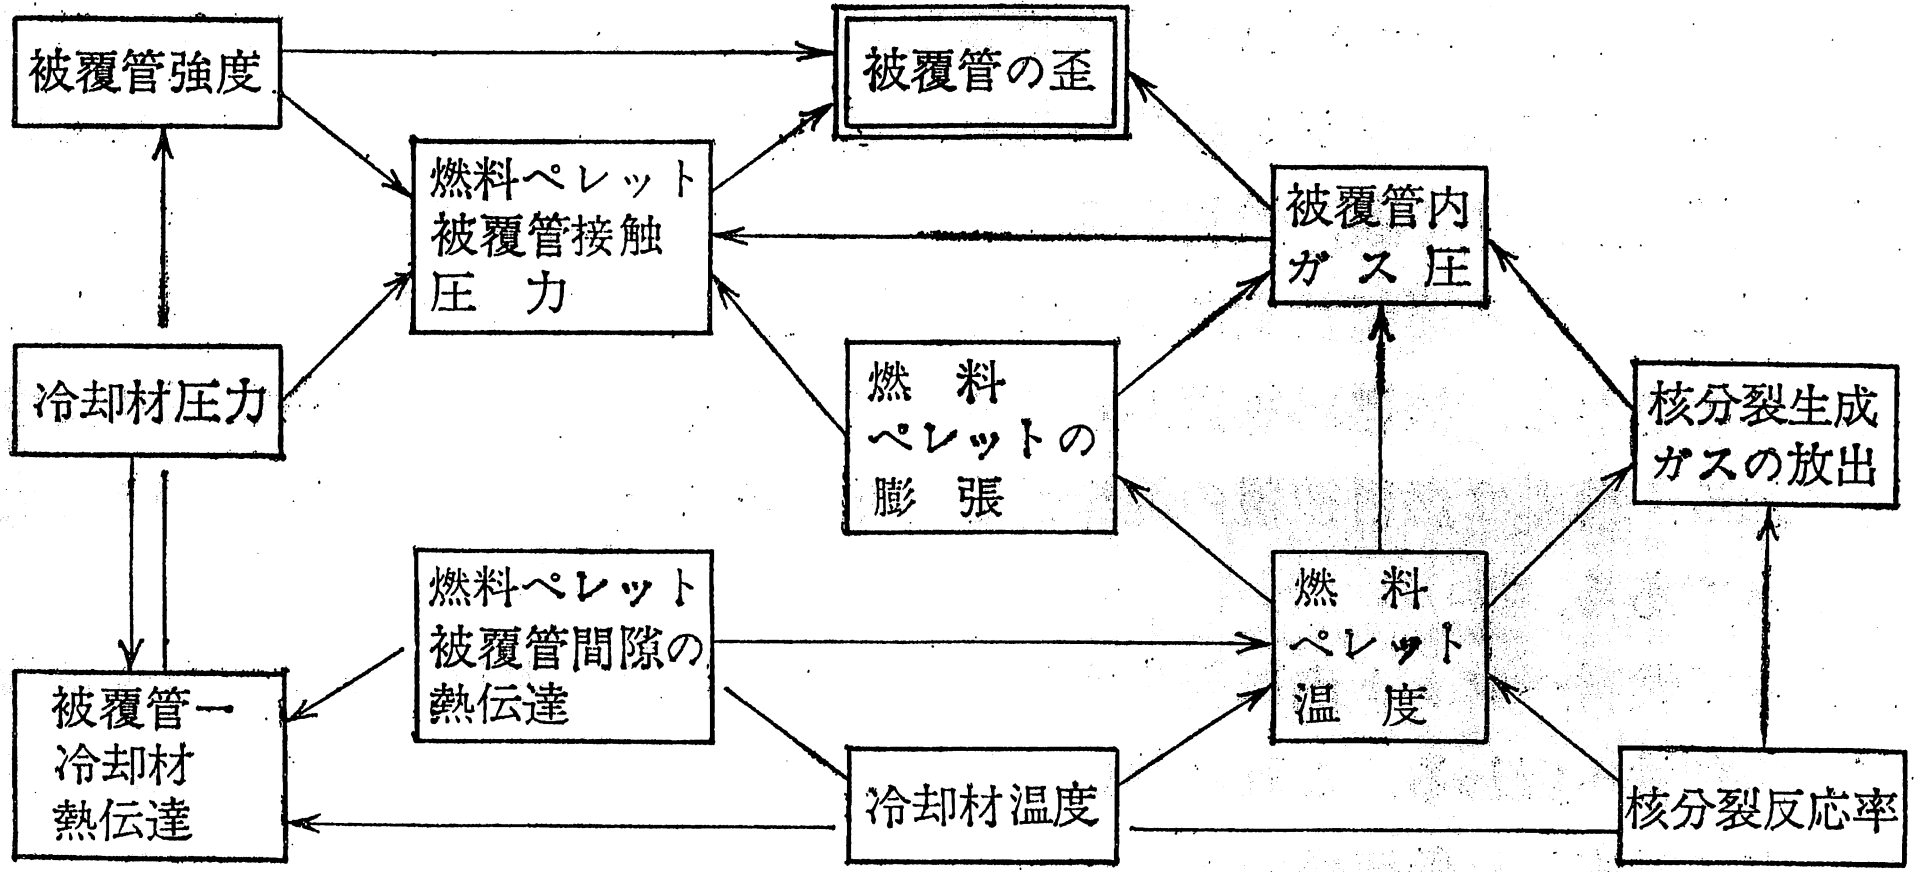 被覆管強度
被覆管の歪
燃料ペレット
被覆管接触
圧力
被覆管内
ガス圧
冷却材圧力
燃料
ペレットの
膨張
核分裂生成
ガスの放出
燃料ペレット
被覆管間隙の
熱伝達
燃料
ペレット
温度
被覆管ー
冷却材
熱伝達
冷却材温度
核分裂反応率